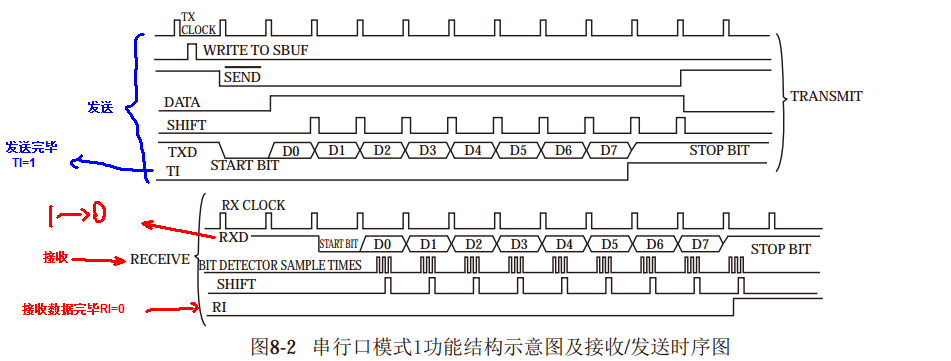 TX
CLOCK
WRITE TO SBUF
SEND
发送
DATA
TRANSMIT
SHIFT
发送完毕
TI=1
TXD
START BIT
D0 D1 D2 D3 D4 D5 D6 D7
STOP BIT
TI
RX CLOCK
1→0
RXD
START BIT
D0 D1 D2 D3 D4 D5 D6 D7
STOP BIT
接收
RECEIVE
BIT DETECTOR SAMPLE TIMES
SHIFT
接收数据完毕RI=0
RI
图8-2 串行口模式1功能结构示意图及接收/发送时序图